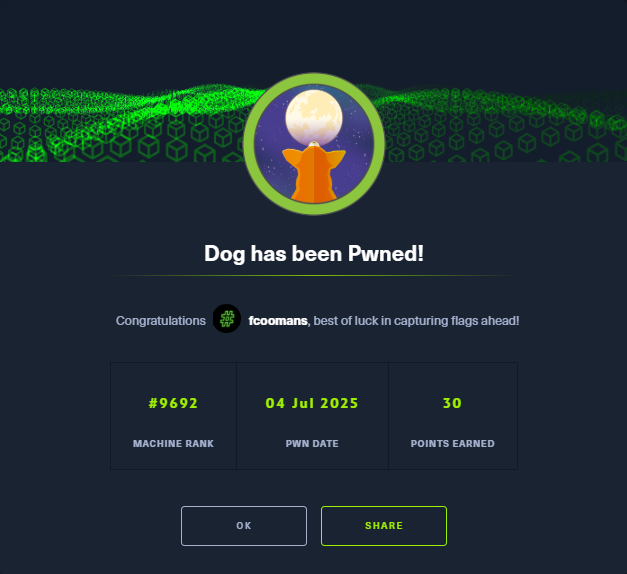 Dog has been Pwned!
Congratulations fcoomans, best of luck in capturing flags ahead!
#9692 04 Jul 2025 30
MACHINE RANK PWN DATE POINTS EARNED
OK SHARE